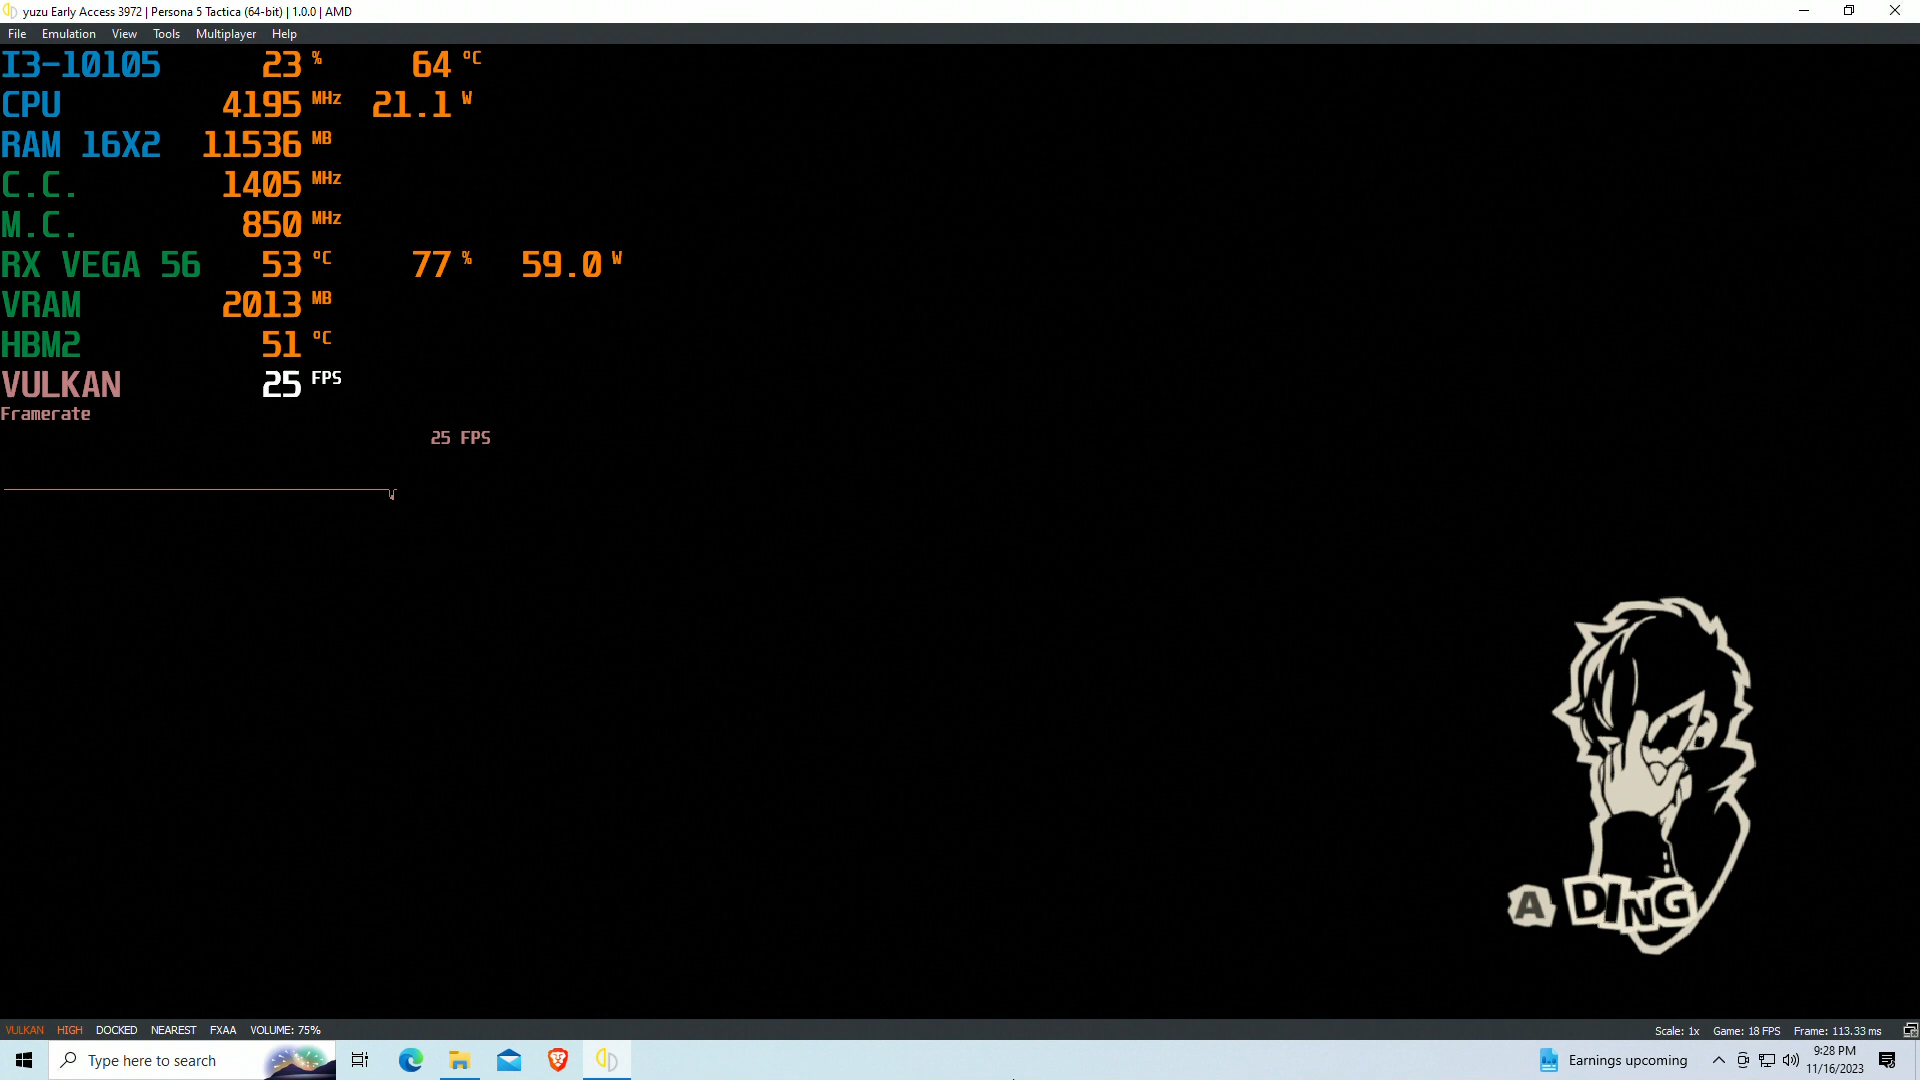 yuzu Early Access 3972 | Persona 5 Tactica (64-bit) | 1.0.0 | AMD
File Emulation View Tools Multiplayer Help
I3-10105 23 % 64 °C
CPU 4195 MHz 21.1 W
RAM 16X2 11536 MB
C.C. 1405 MHz
M.C. 850 MHz
RX VEGA 56 53 °C 77 % 59.0 W
VRAM 2013 MB
HBM2 51 °C
VULKAN 25 FPS
Framerate
25 FPS
A DING
VULKAN HIGH DOCKED NEAREST FXAA VOLUME: 75% Scale: 1x Game: 18 FPS Frame: 113.33 ms
Type here to search Earnings upcoming 9:28 PM
11/16/2023